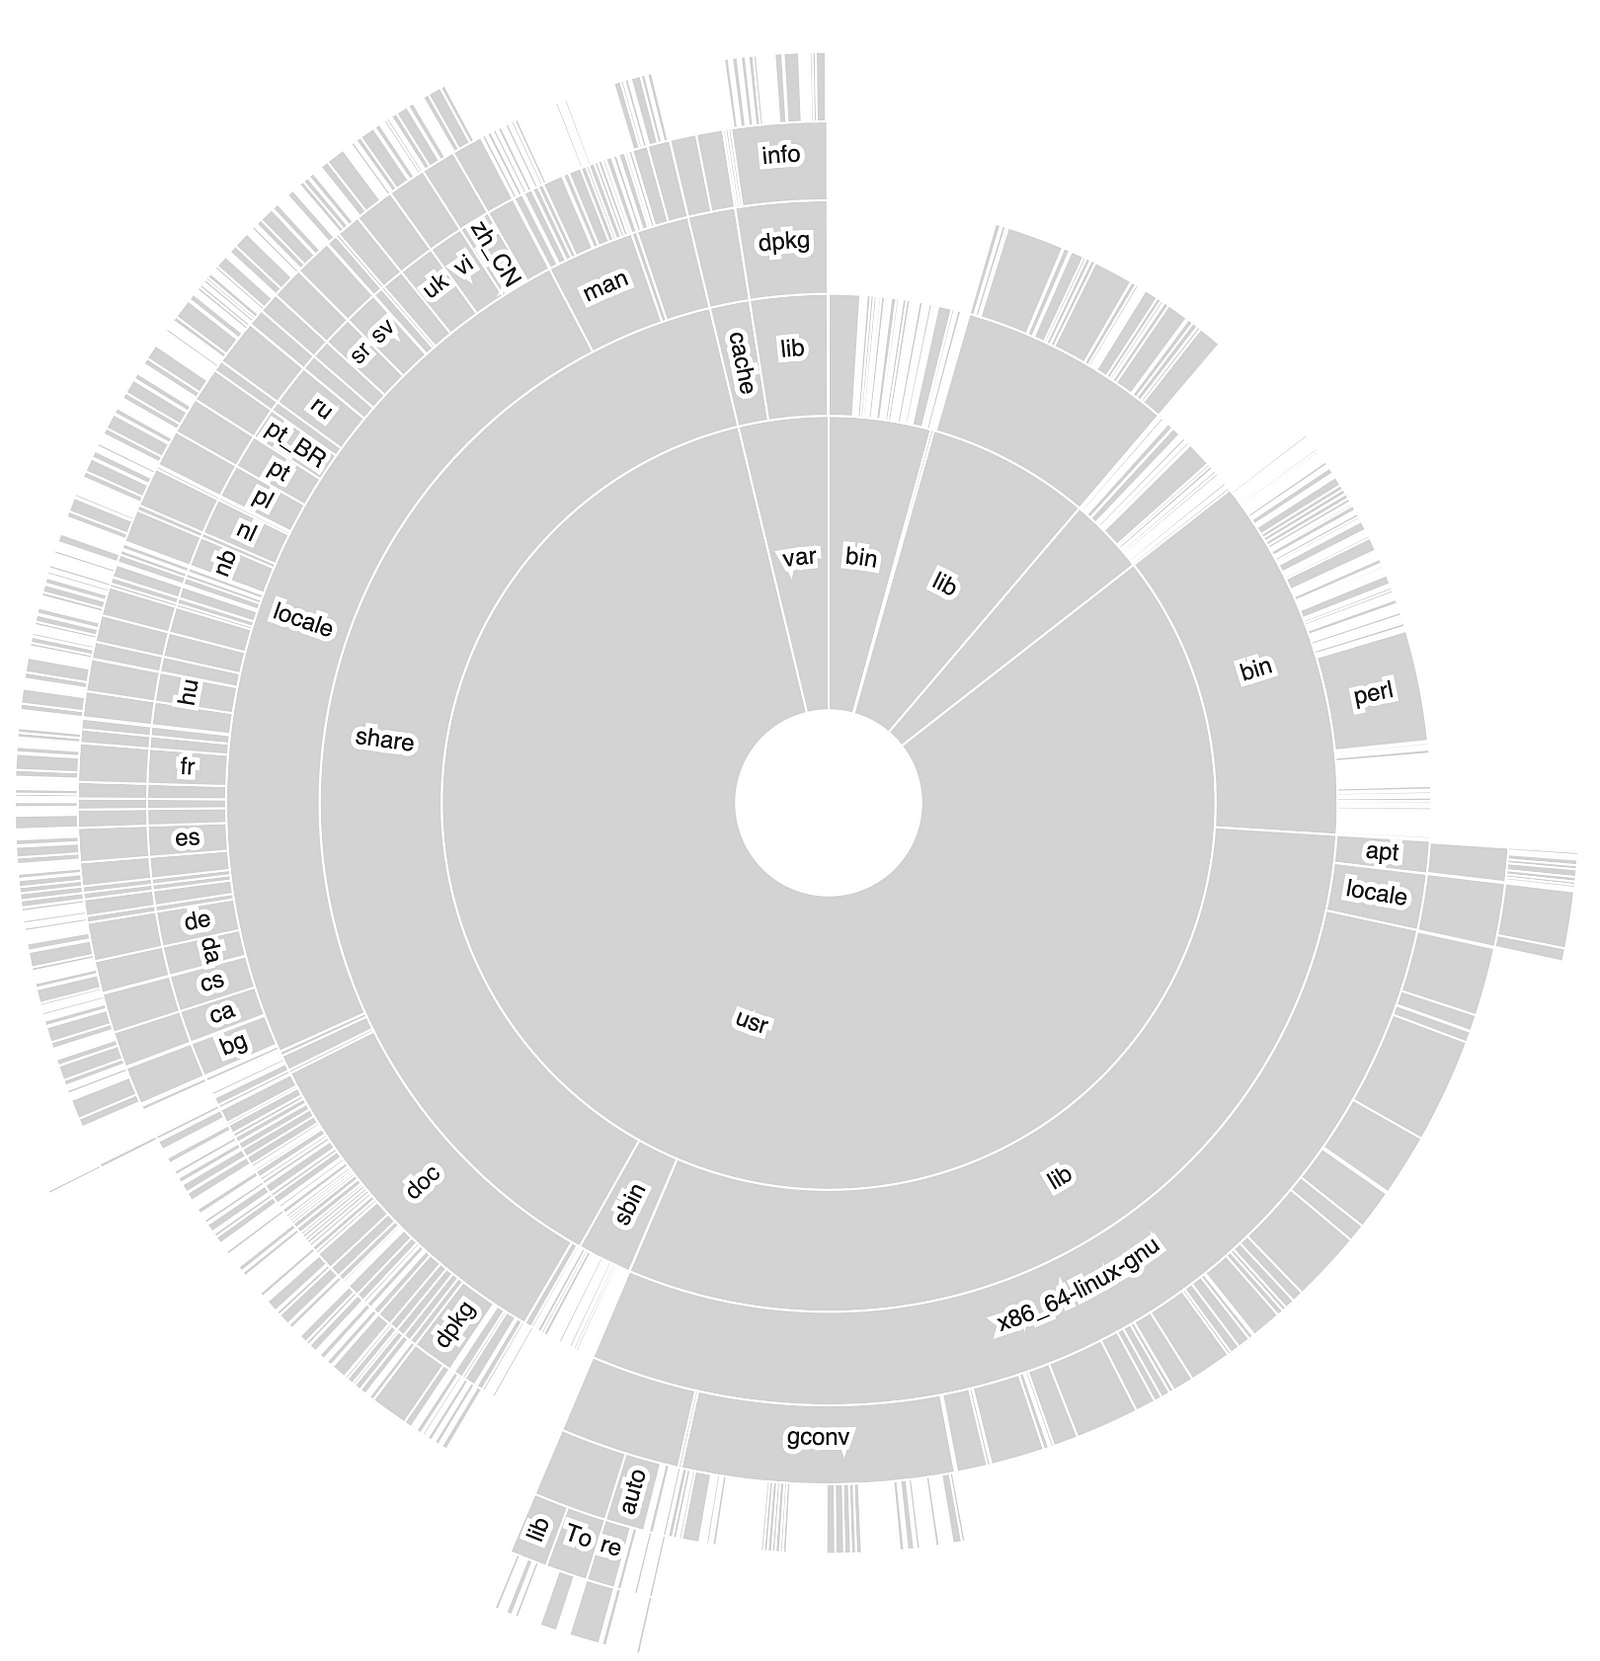 info
dpkg
lib
cache
man
zh_CN
vi
uk
sv
sr
ru
pt_BR
pt
pl
nl
nb
locale
hu
share
fr
es
de
da
cs
ca
bg
var
bin
lib
bin
perl
apt
locale
usr
lib
doc
sbin
x86_64-linux-gnu
dpkg
gconv
auto
lib
To
re